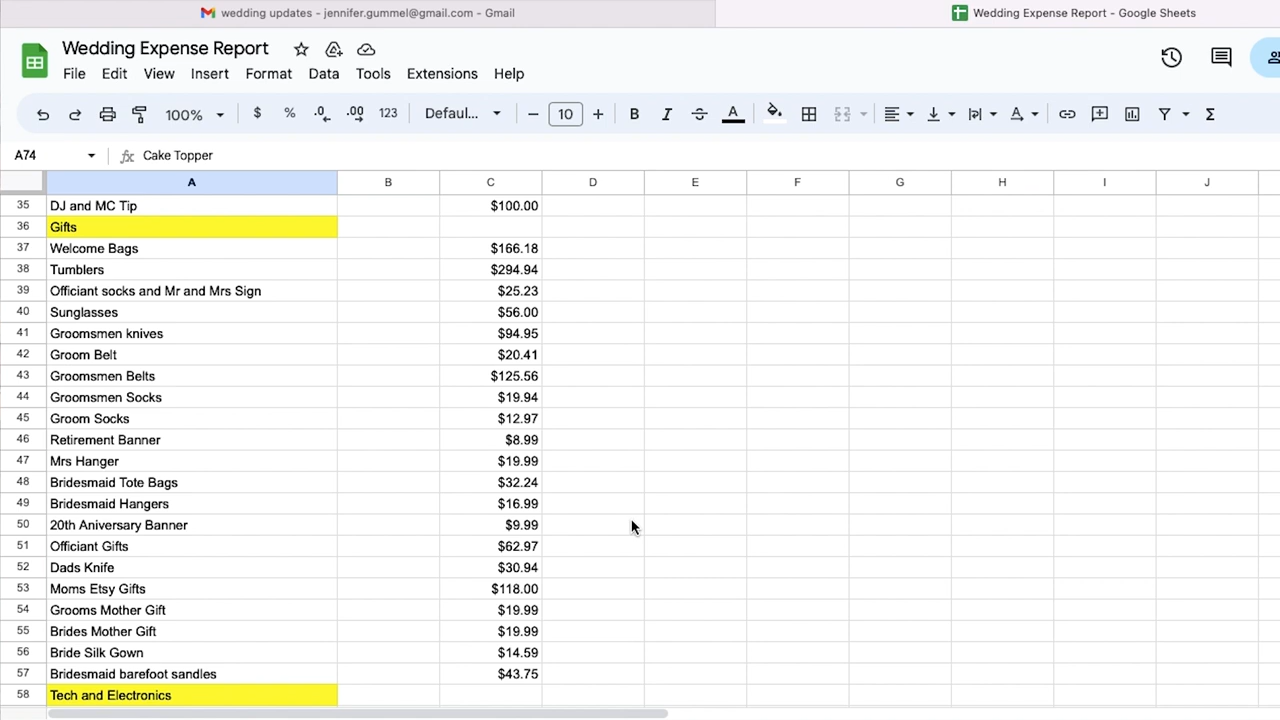 wedding updates - jennifer.gummel@gmail.com - Gmail
Wedding Expense Report - Google Sheets
Wedding Expense Report
File Edit View Insert Format Data Tools Extensions Help
100% $ % .0 .00 123 Defaul... − 10 + B I S A Σ
A74 fx Cake Topper
A B C D E F G H I J
35 DJ and MC Tip $100.00
36 Gifts
37 Welcome Bags $166.18
38 Tumblers $294.94
39 Officiant socks and Mr and Mrs Sign $25.23
40 Sunglasses $56.00
41 Groomsmen knives $94.95
42 Groom Belt $20.41
43 Groomsmen Belts $125.56
44 Groomsmen Socks $19.94
45 Groom Socks $12.97
46 Retirement Banner $8.99
47 Mrs Hanger $19.99
48 Bridesmaid Tote Bags $32.24
49 Bridesmaid Hangers $16.99
50 20th Aniversary Banner $9.99
51 Officiant Gifts $62.97
52 Dads Knife $30.94
53 Moms Etsy Gifts $118.00
54 Grooms Mother Gift $19.99
55 Brides Mother Gift $19.99
56 Bride Silk Gown $14.59
57 Bridesmaid barefoot sandles $43.75
58 Tech and Electronics